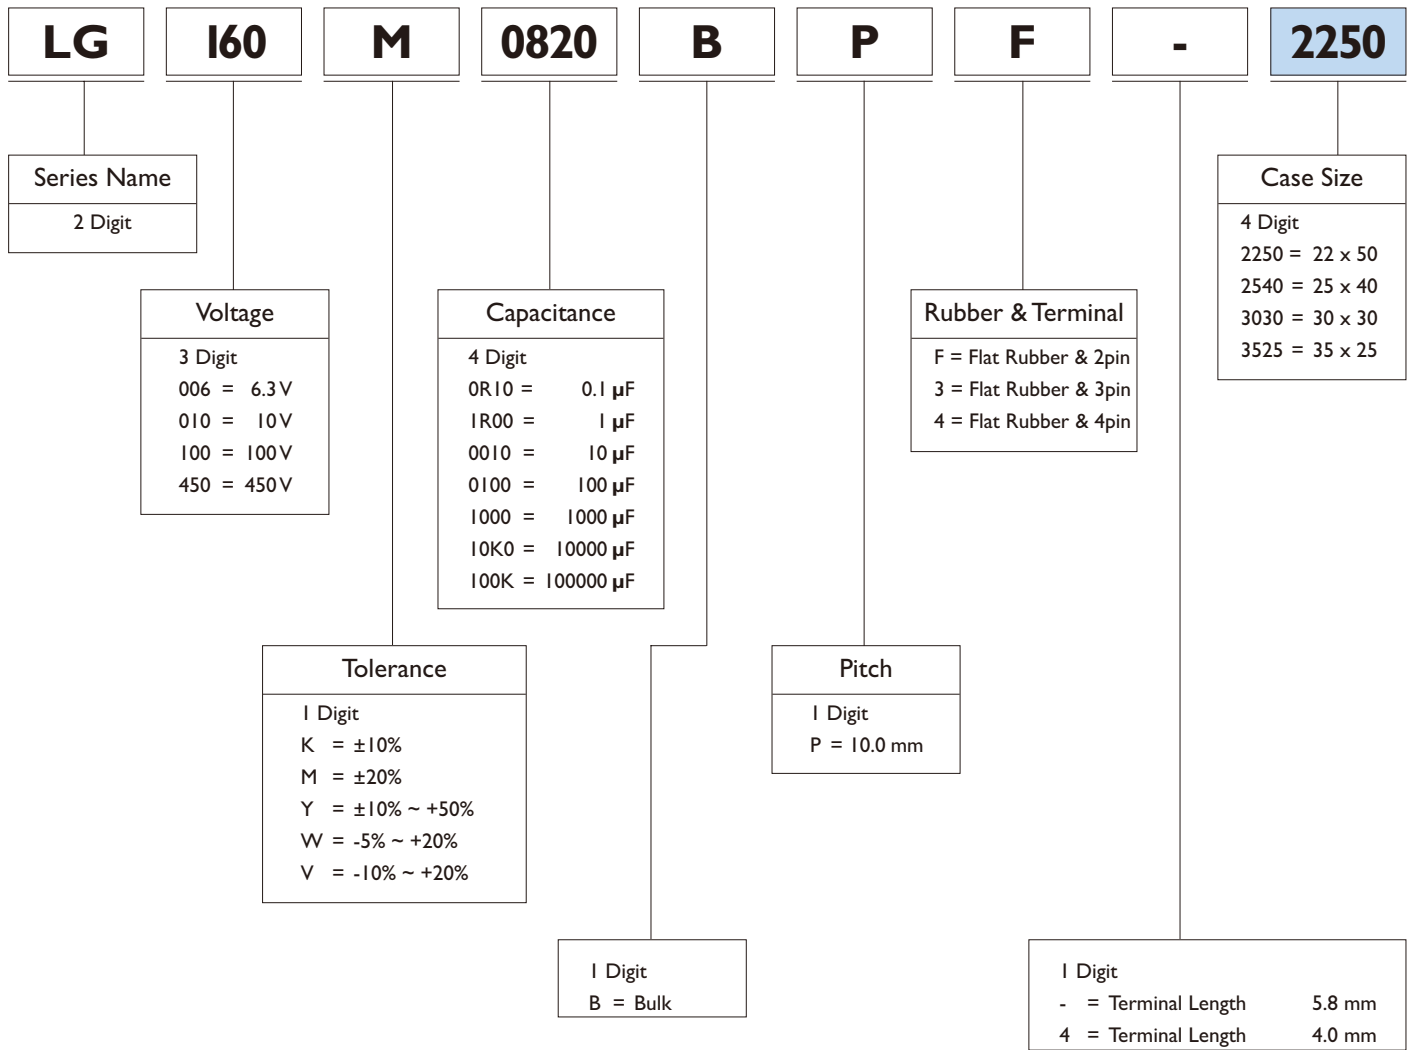 LG 160 M 0820 B P F - 2250
Series Name
2 Digit
Case Size
4 Digit
2250 = 22 x 50
2540 = 25 x 40
3030 = 30 x 30
3525 = 35 x 25
Voltage
3 Digit
006 = 6.3 V
010 = 10 V
100 = 100 V
450 = 450 V
Capacitance
4 Digit
0R10 = 0.1 µF
1R00 = 1 µF
0010 = 10 µF
0100 = 100 µF
1000 = 1000 µF
10K0 = 10000 µF
100K = 100000 µF
Rubber & Terminal
F = Flat Rubber & 2pin
3 = Flat Rubber & 3pin
4 = Flat Rubber & 4pin
Tolerance
1 Digit
K = ±10%
M = ±20%
Y = ±10% ~ +50%
W = -5% ~ +20%
V = -10% ~ +20%
Pitch
1 Digit
P = 10.0 mm
1 Digit
B = Bulk
1 Digit
- = Terminal Length 5.8 mm
4 = Terminal Length 4.0 mm